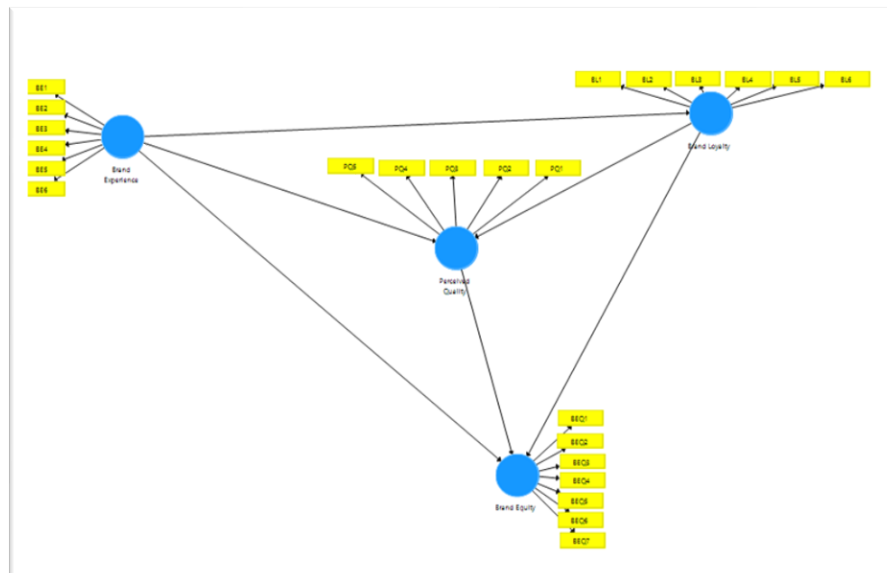 BE1
BE2
BE3
BE4
BE5
BE6
Brand
Experience
BL1
BL2
BL3
BL4
BL5
BL6
Brand Loyalty
PQ5
PQ4
PQ3
PQ2
PQ1
Perceived
Quality
BEQ1
BEQ2
BEQ3
BEQ4
BEQ5
BEQ6
BEQ7
Brand Equity